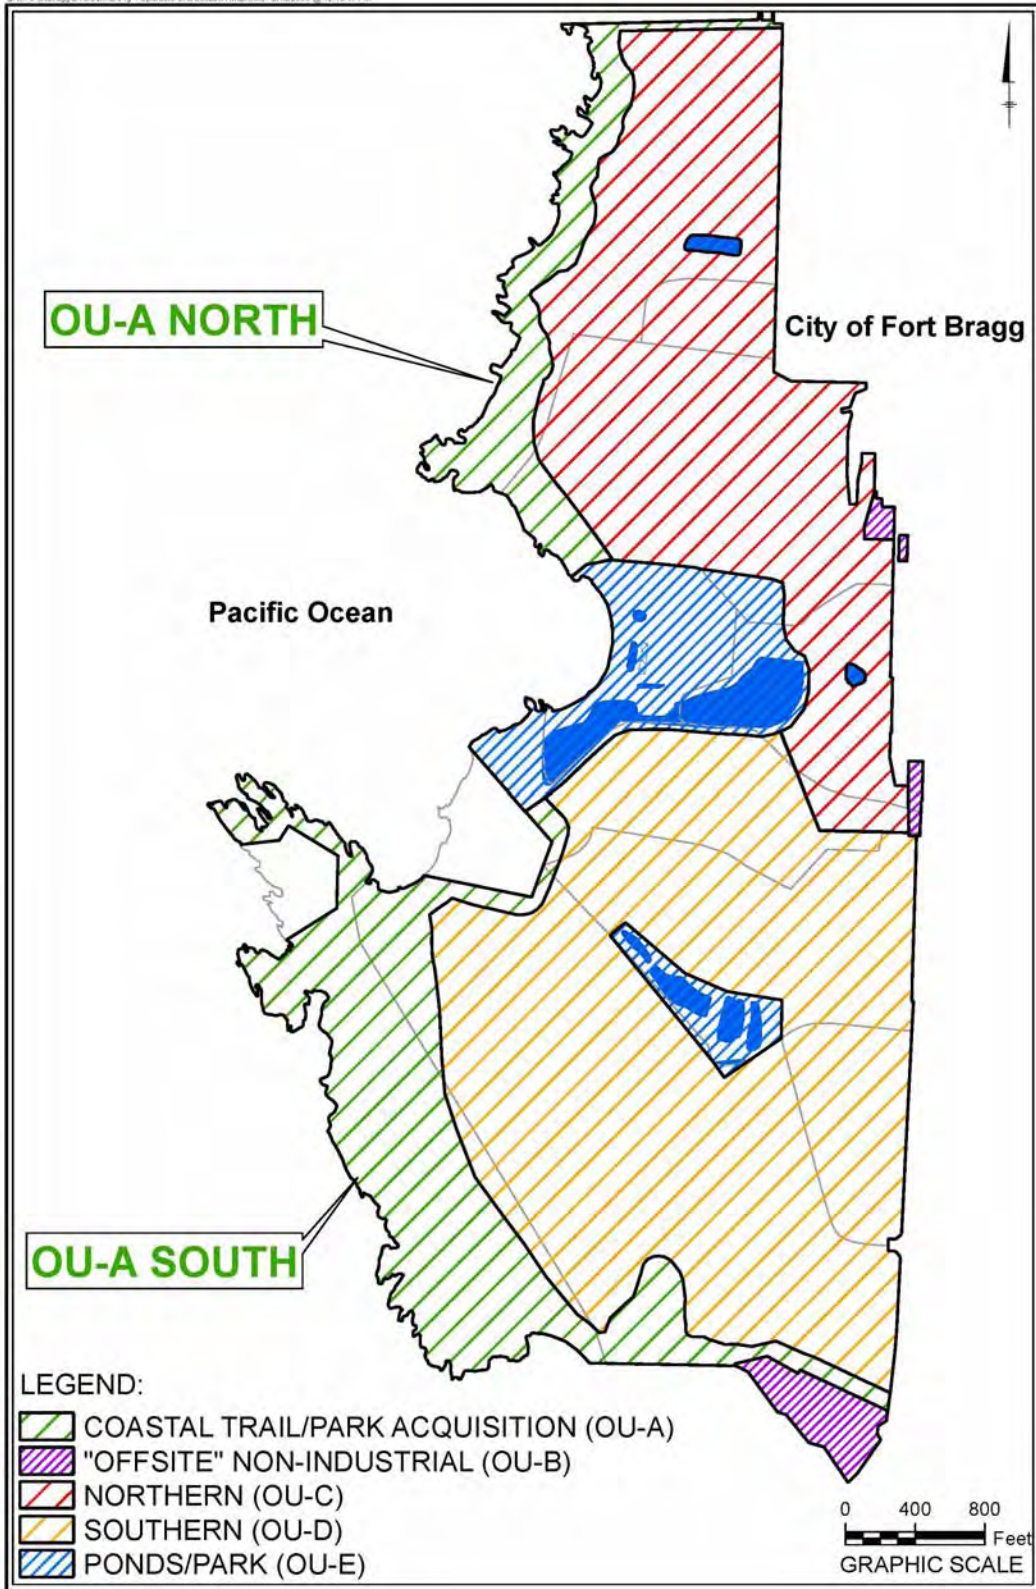 OU-A NORTH
City of Fort Bragg
Pacific Ocean
OU-A SOUTH
LEGEND:
COASTAL TRAIL/PARK ACQUISITION (OU-A)
"OFFSITE" NON-INDUSTRIAL (OU-B)
NORTHERN (OU-C)
SOUTHERN (OU-D)
PONDS/PARK (OU-E)
0 400 800
Feet
GRAPHIC SCALE